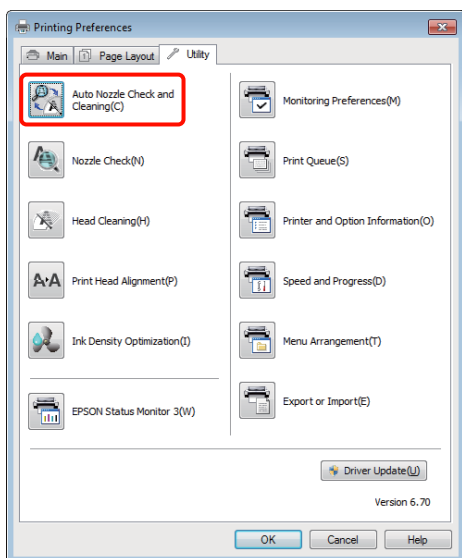 Printing Preferences
Main
Page Layout
Utility
Auto Nozzle Check and
Cleaning(C)
Nozzle Check(N)
Head Cleaning(H)
Print Head Alignment(P)
Ink Density Optimization(I)
EPSON Status Monitor 3(W)
Monitoring Preferences(M)
Print Queue(S)
Printer and Option Information(O)
Speed and Progress(D)
Menu Arrangement(T)
Export or Import(E)
Driver Update(U)
Version 6.70
OK
Cancel
Help